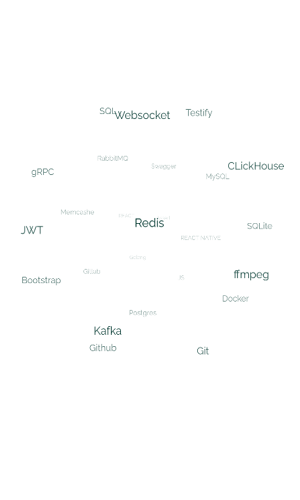 SQL
Websocket
Testify
RabbitMQ
Swagger
CLickHouse
gRPC
MySQL
Memcache
Redis
SQLite
JWT
REACT NATIVE
GitLab
ffmpeg
Bootstrap
Docker
Postgres
Kafka
Github
Git